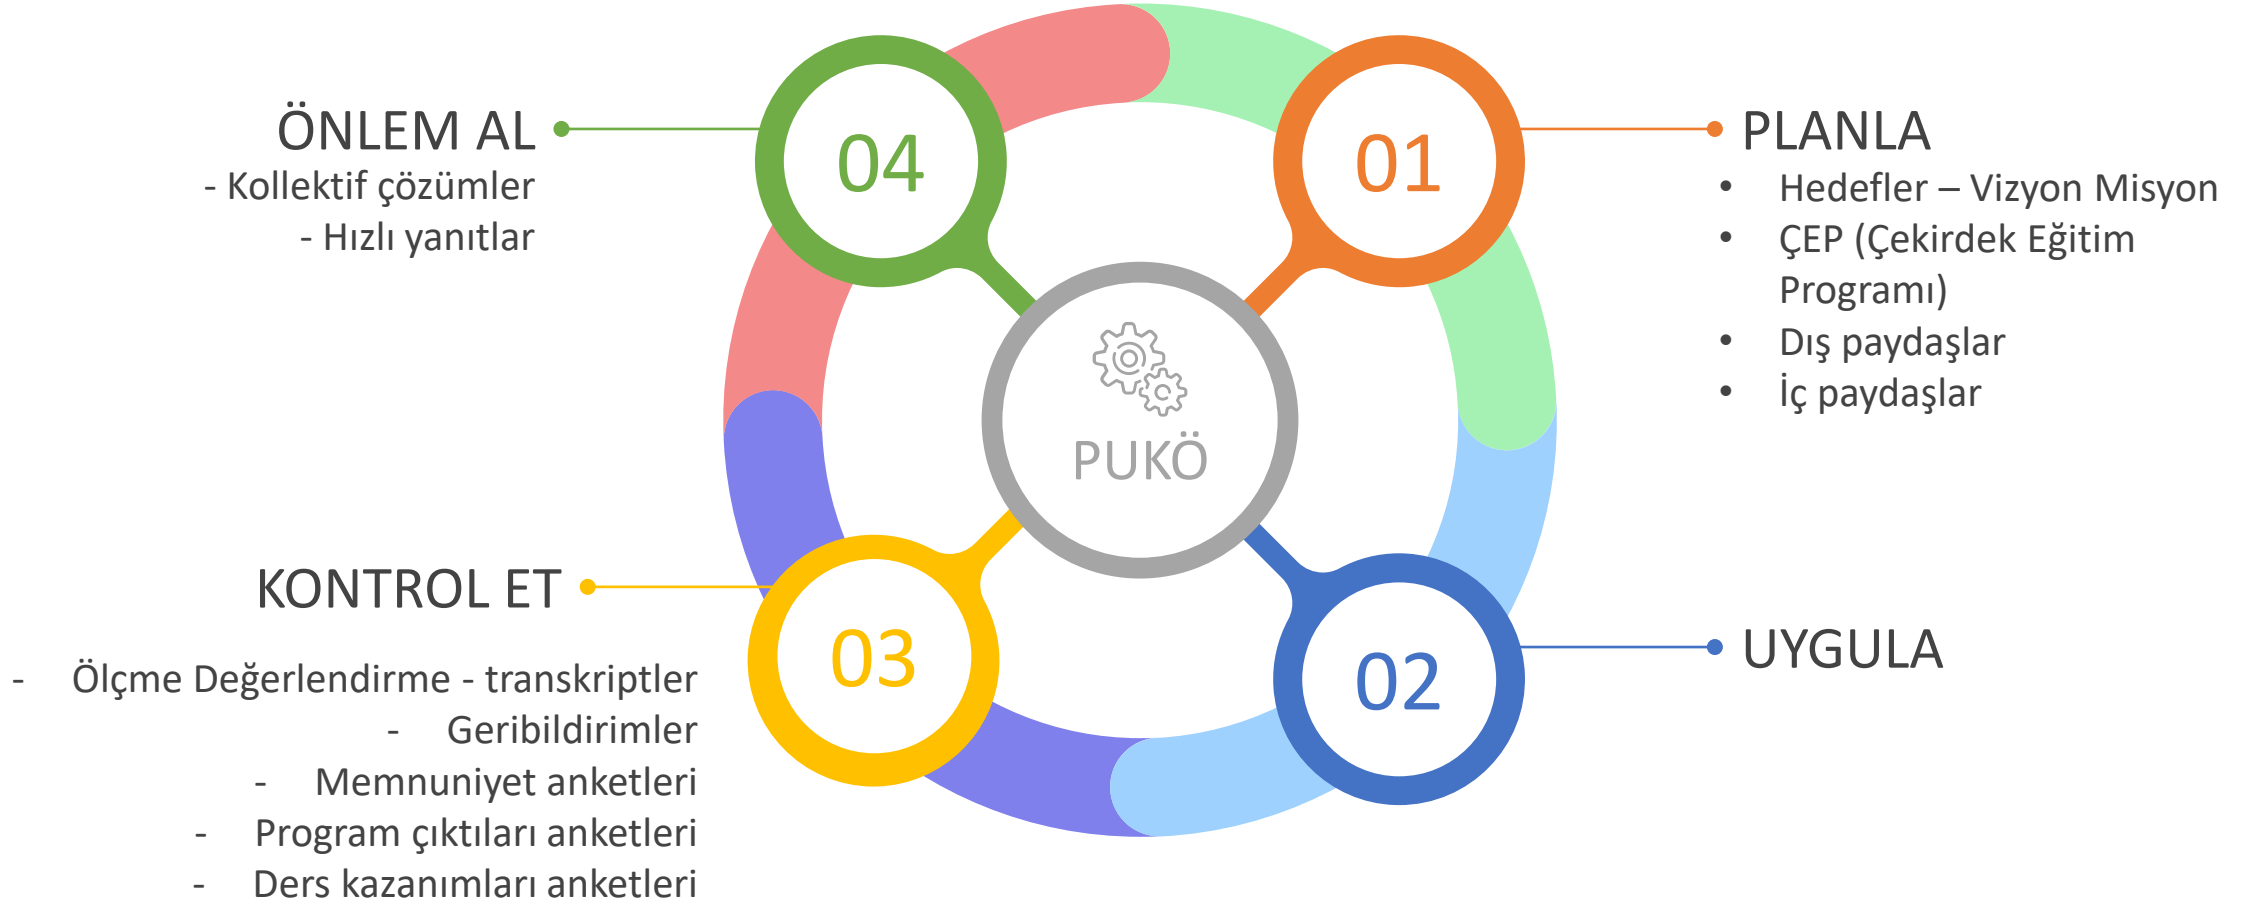 ÖNLEM AL
- Kollektif çözümler
- Hızlı yanıtlar
04
01
PLANLA
• Hedefler – Vizyon Misyon
• ÇEP (Çekirdek Eğitim
Programı)
• Dış paydaşlar
• İç paydaşlar
PUKÖ
KONTROL ET
- Ölçme Değerlendirme - transkriptler
- Geribildirimler
- Memnuniyet anketleri
- Program çıktıları anketleri
- Ders kazanımları anketleri
03
02
UYGULA